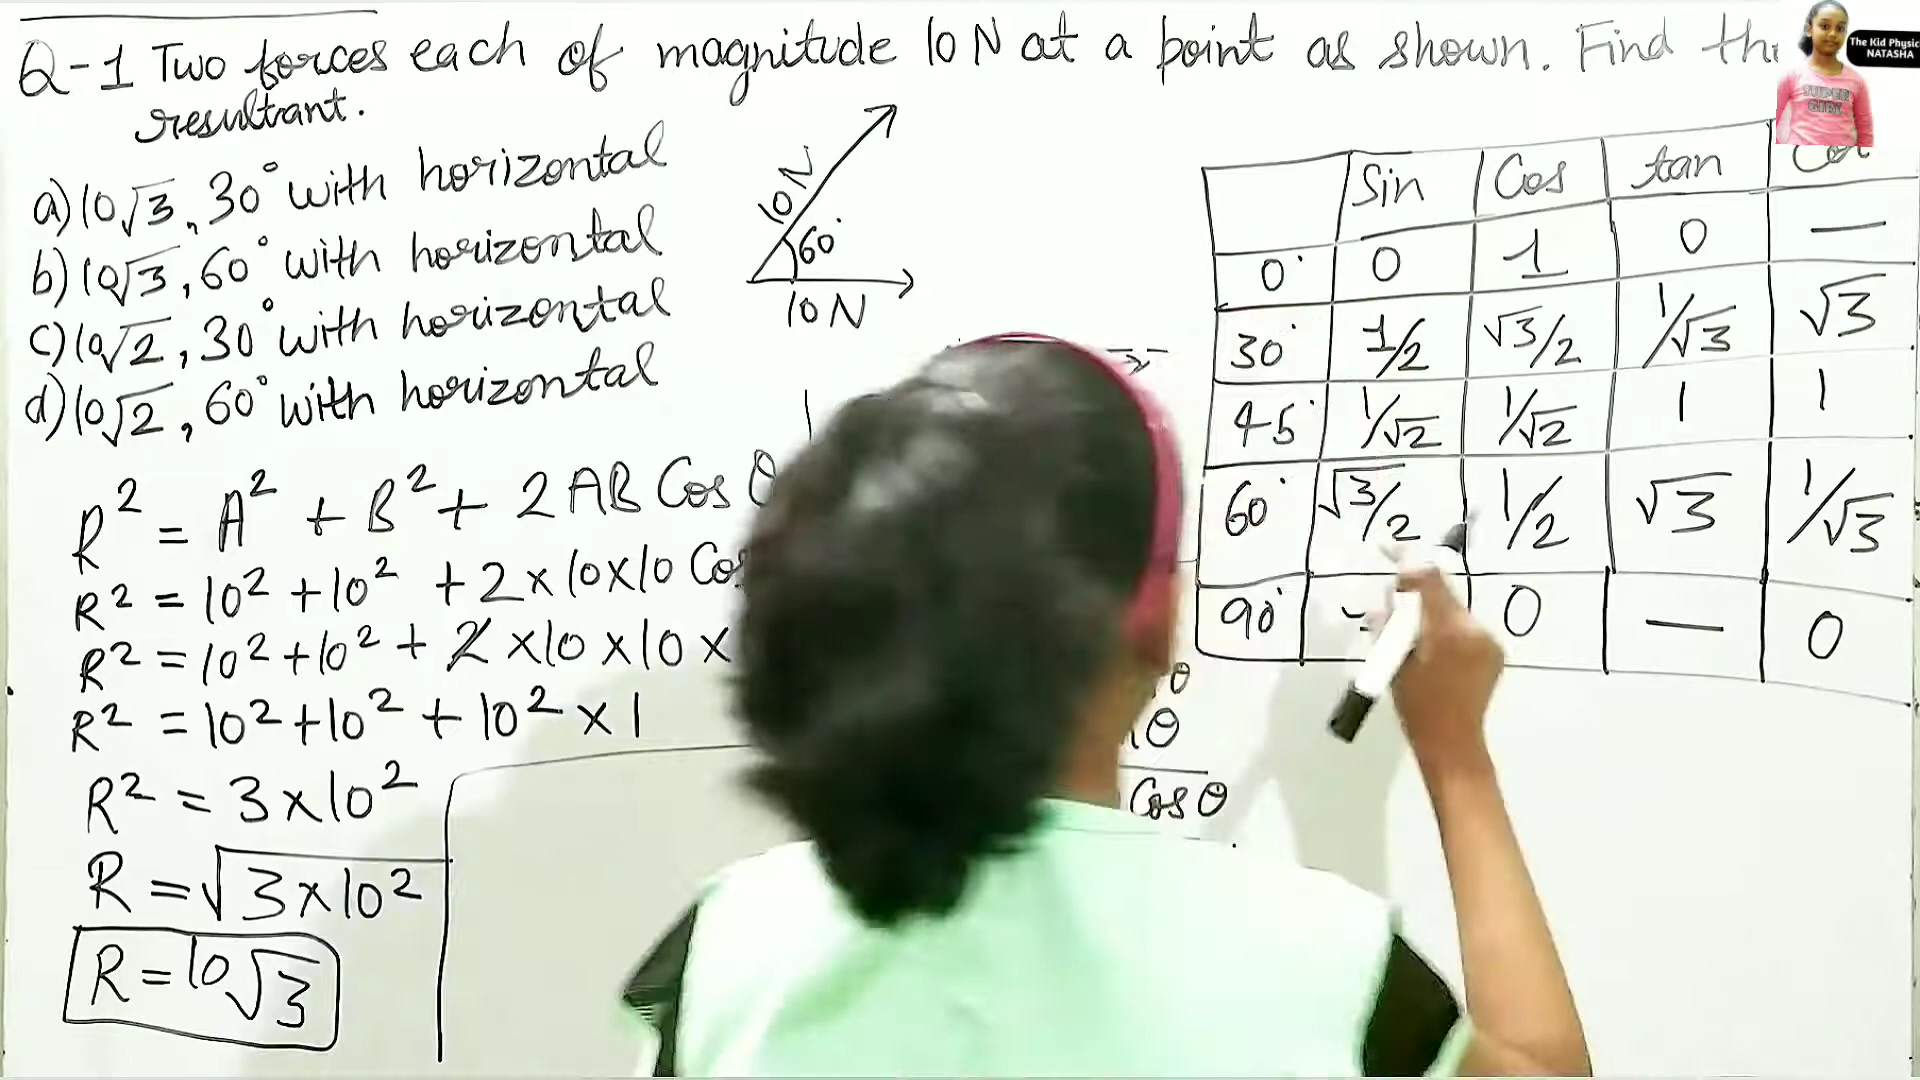 Q-1 Two forces each of magnitude 10 N at a point as shown. Find
resultant.
a) 10√3, 30° with horizontal
b) 10√3, 60° with horizontal
c) 10√2, 30° with horizontal
d) 10√2, 60° with horizontal
10 N
60°
10 N
R² = A² + B² + 2AB Cos θ
R² = 10² + 10² + 2 × 10 × 10
R² = 10² + 10² + 2 × 10 × 10 ×
R² = 10² + 10² + 10² × 1
R² = 3 × 10²
R = √3 × 10²
R = 10√3
θ
θ
Cos θ
Sin Cos tan
0° 0 1 0 —
30° 1/2 √3/2 1/√3 √3
45° 1/√2 1/√2 1 1
60° √3/2 1/2 √3 1/√3
90° 0 — 0
The Kid Physic
NATASHA
SUPER
GIRL